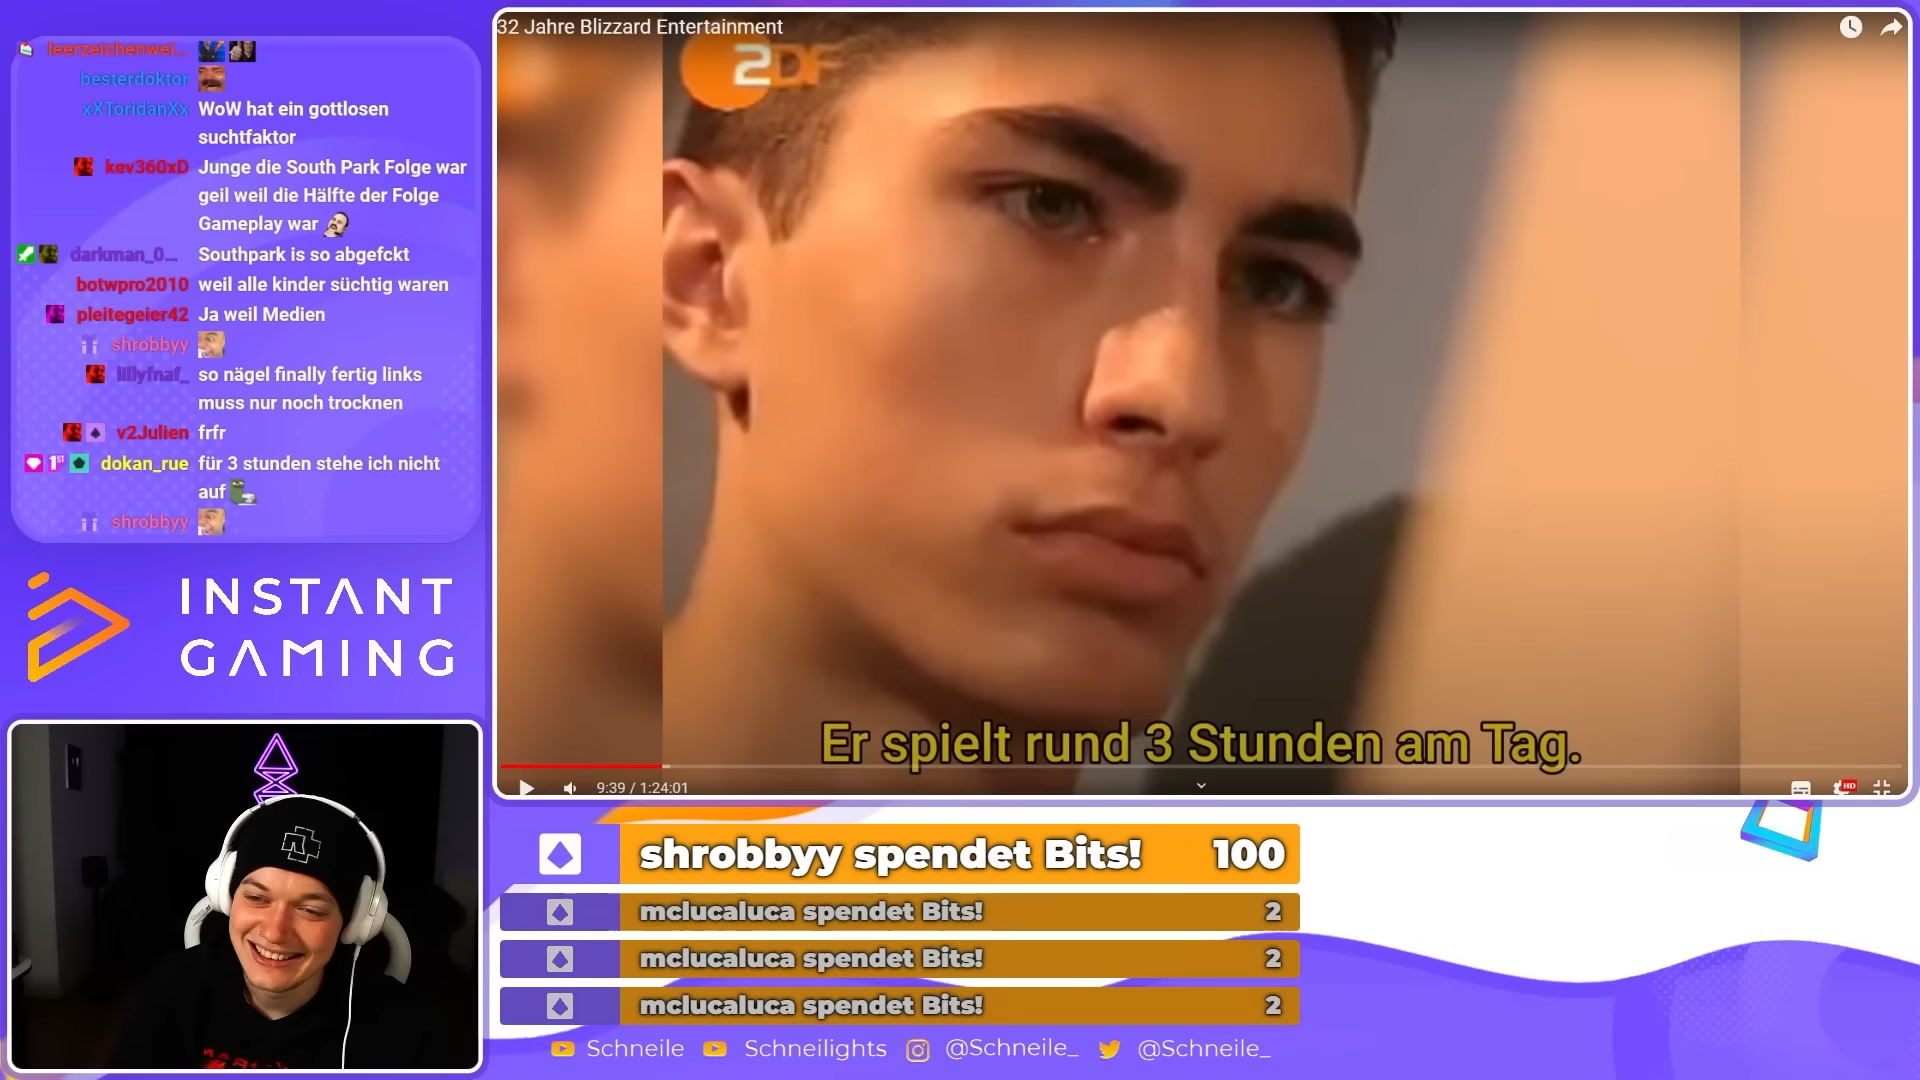 leerzeichenwei...
besterdoktor
xXToridanXx WoW hat ein gottlosen
suchtfaktor
kev360xD Junge die South Park Folge war
geil weil die Hälfte der Folge
Gameplay war
darkman_0... Southpark is so abgefckt
botwpro2010 weil alle kinder süchtig waren
pleitegeier42 Ja weil Medien
shrobbyy
lillyfnaf_ so nägel finally fertig links
muss nur noch trocknen
v2Julien frfr
1ST dokan_rue für 3 stunden stehe ich nicht
auf
shrobbyy
INSTANT
GAMING
32 Jahre Blizzard Entertainment
2DF
Er spielt rund 3 Stunden am Tag.
9:39 / 1:24:01
HD
shrobbyy spendet Bits! 100
mclucaluca spendet Bits! 2
mclucaluca spendet Bits! 2
mclucaluca spendet Bits! 2
Schneile Schneilights @Schneile_ @Schneile_